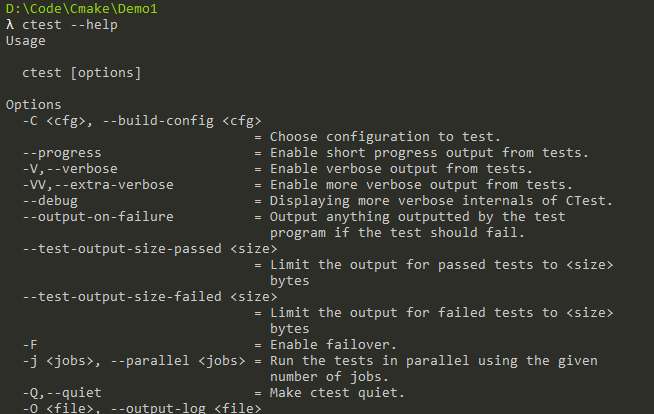 D:\Code\Cmake\Demo1
λ ctest --help
Usage

  ctest [options]

Options
  -C <cfg>, --build-config <cfg>
                               = Choose configuration to test.
  --progress                   = Enable short progress output from tests.
  -V,--verbose                 = Enable verbose output from tests.
  -VV,--extra-verbose          = Enable more verbose output from tests.
  --debug                      = Displaying more verbose internals of CTest.
  --output-on-failure          = Output anything outputted by the test
                                 program if the test should fail.
  --test-output-size-passed <size>
                               = Limit the output for passed tests to <size>
                                 bytes
  --test-output-size-failed <size>
                               = Limit the output for failed tests to <size>
                                 bytes
  -F                           = Enable failover.
  -j <jobs>, --parallel <jobs> = Run the tests in parallel using the given
                                 number of jobs.
  -Q,--quiet                   = Make ctest quiet.
  -O <file>, --output-log <file>